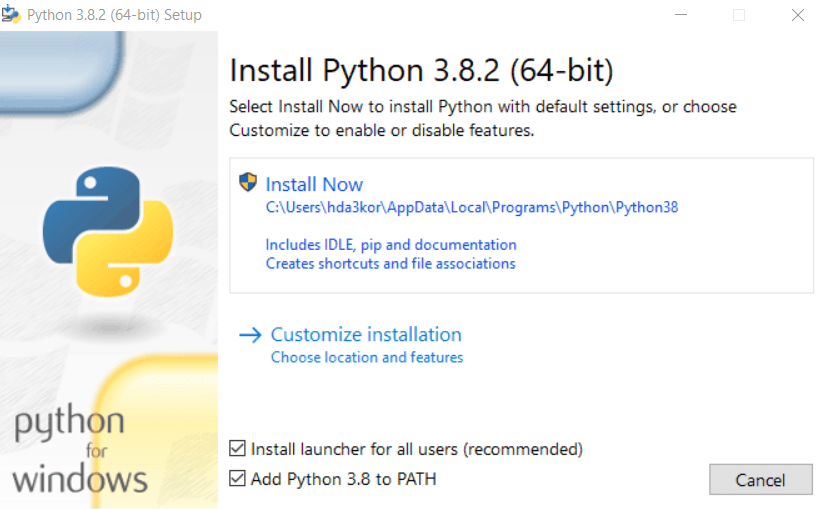 Python 3.8.2 (64-bit) Setup
Install Python 3.8.2 (64-bit)
Select Install Now to install Python with default settings, or choose
Customize to enable or disable features.
Install Now
C:\Users\hda3kor\AppData\Local\Programs\Python\Python38
Includes IDLE, pip and documentation
Creates shortcuts and file associations
Customize installation
Choose location and features
python
for
windows
Install launcher for all users (recommended)
Add Python 3.8 to PATH
Cancel